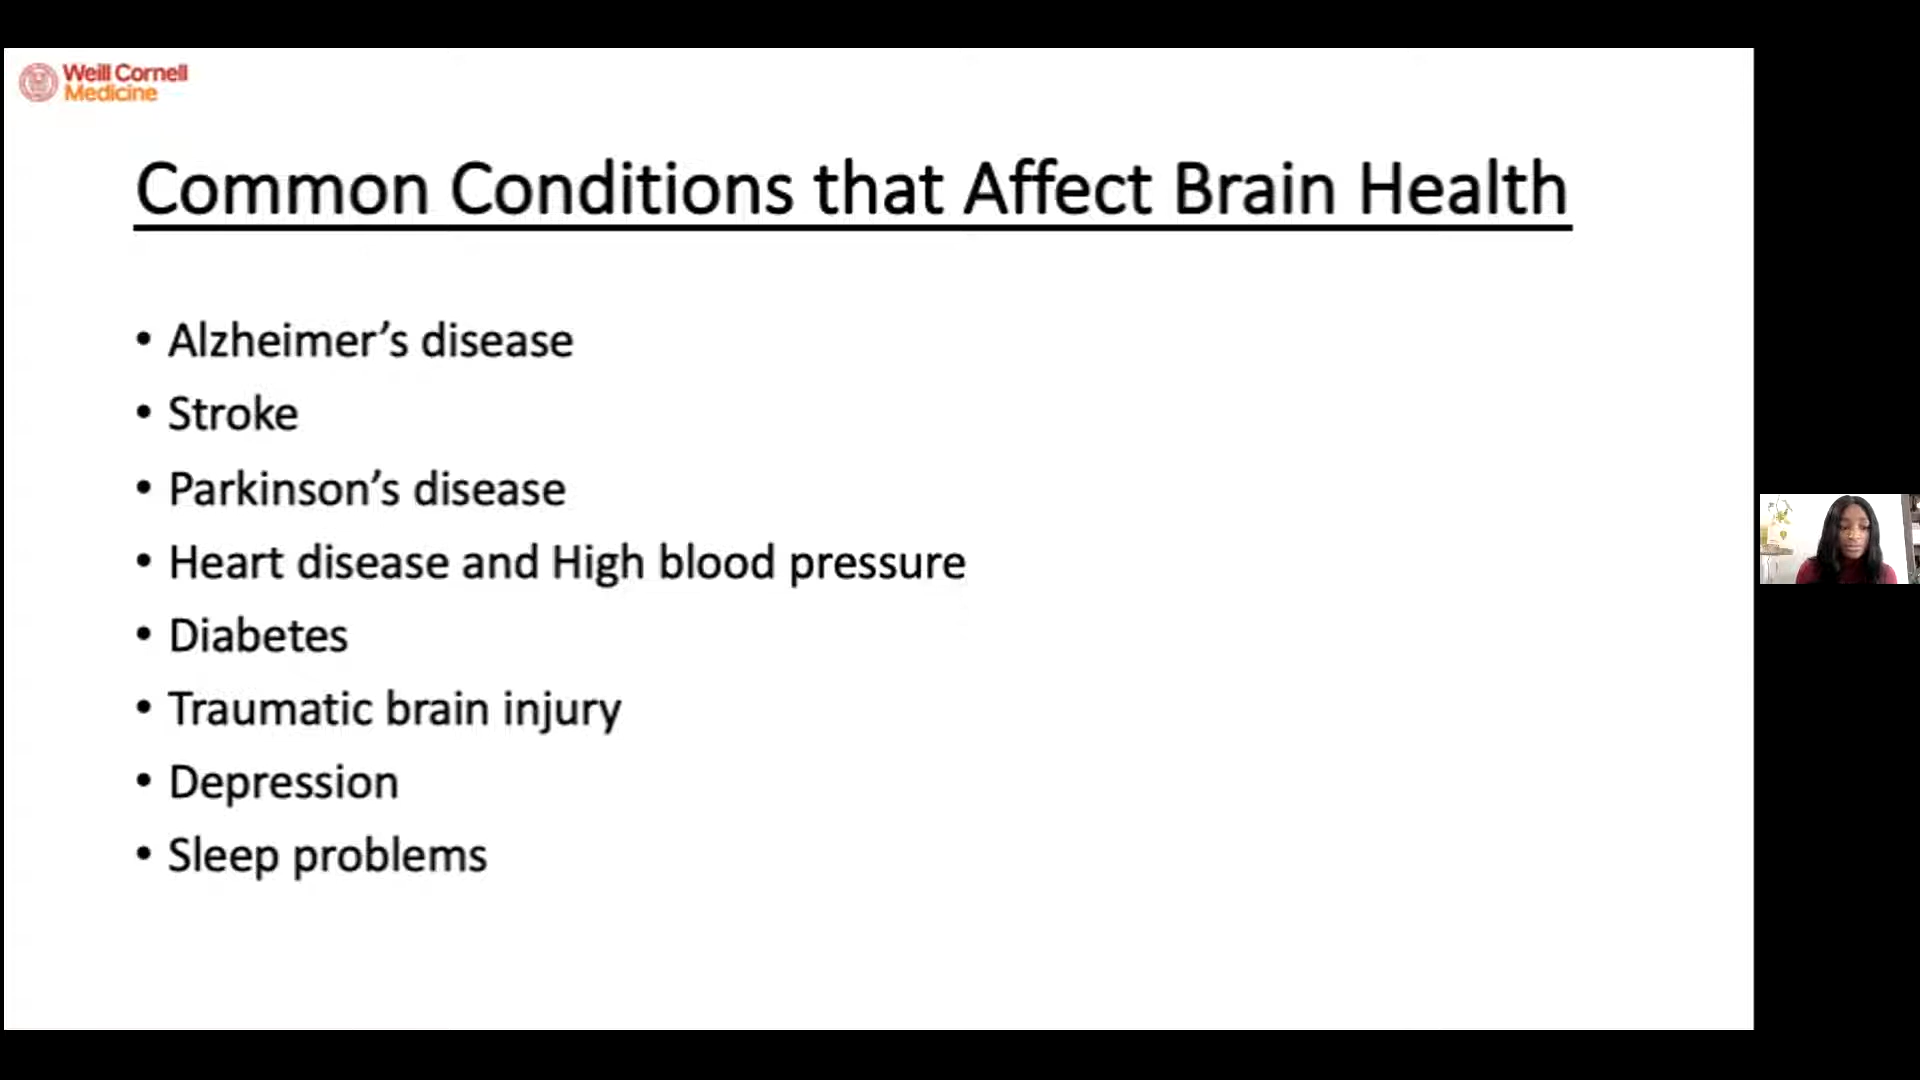 Weill Cornell
Medicine
Common Conditions that Affect Brain Health
• Alzheimer’s disease
• Stroke
• Parkinson’s disease
• Heart disease and High blood pressure
• Diabetes
• Traumatic brain injury
• Depression
• Sleep problems